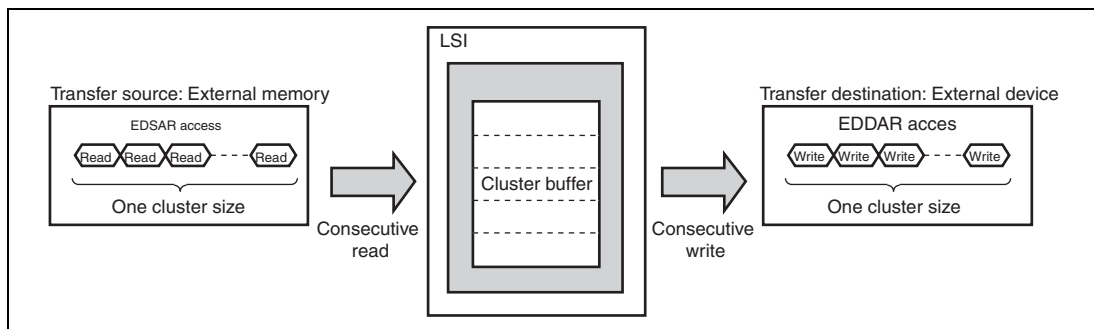 LSI
Transfer source: External memory
EDSAR access
Read Read Read Read
One cluster size
Consecutive
read
Cluster buffer
Consecutive
write
Transfer destination: External device
EDDAR acces
Write Write Write Write
One cluster size